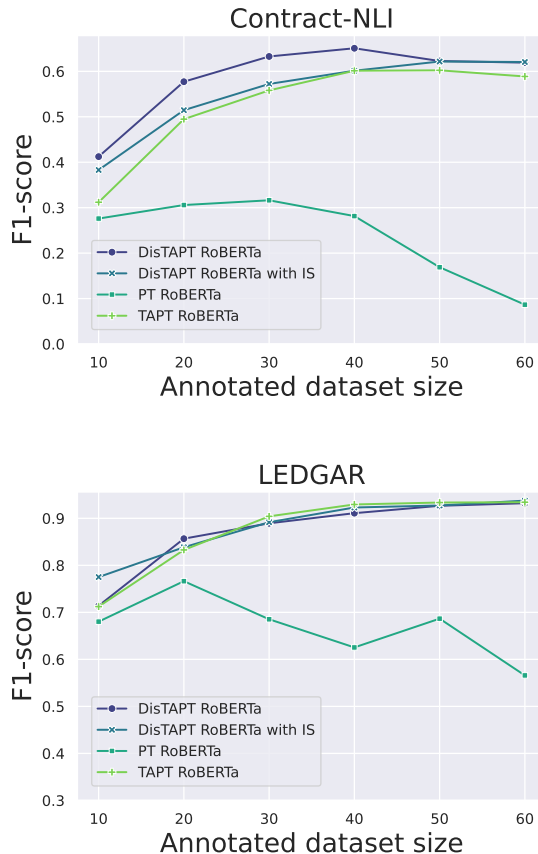 Contract-NLI
F1-score
0.6
0.5
0.4
0.3
0.2
0.1
0.0
DisTAPT RoBERTa
DisTAPT RoBERTa with IS
PT RoBERTa
TAPT RoBERTa
10 20 30 40 50 60
Annotated dataset size
LEDGAR
F1-score
0.9
0.8
0.7
0.6
0.5
0.4
0.3
DisTAPT RoBERTa
DisTAPT RoBERTa with IS
PT RoBERTa
TAPT RoBERTa
10 20 30 40 50 60
Annotated dataset size